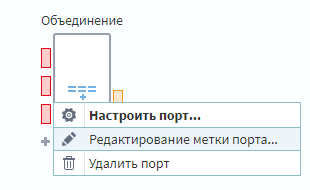 Объединение
Настроить порт...
Редактирование метки порта...
Удалить порт